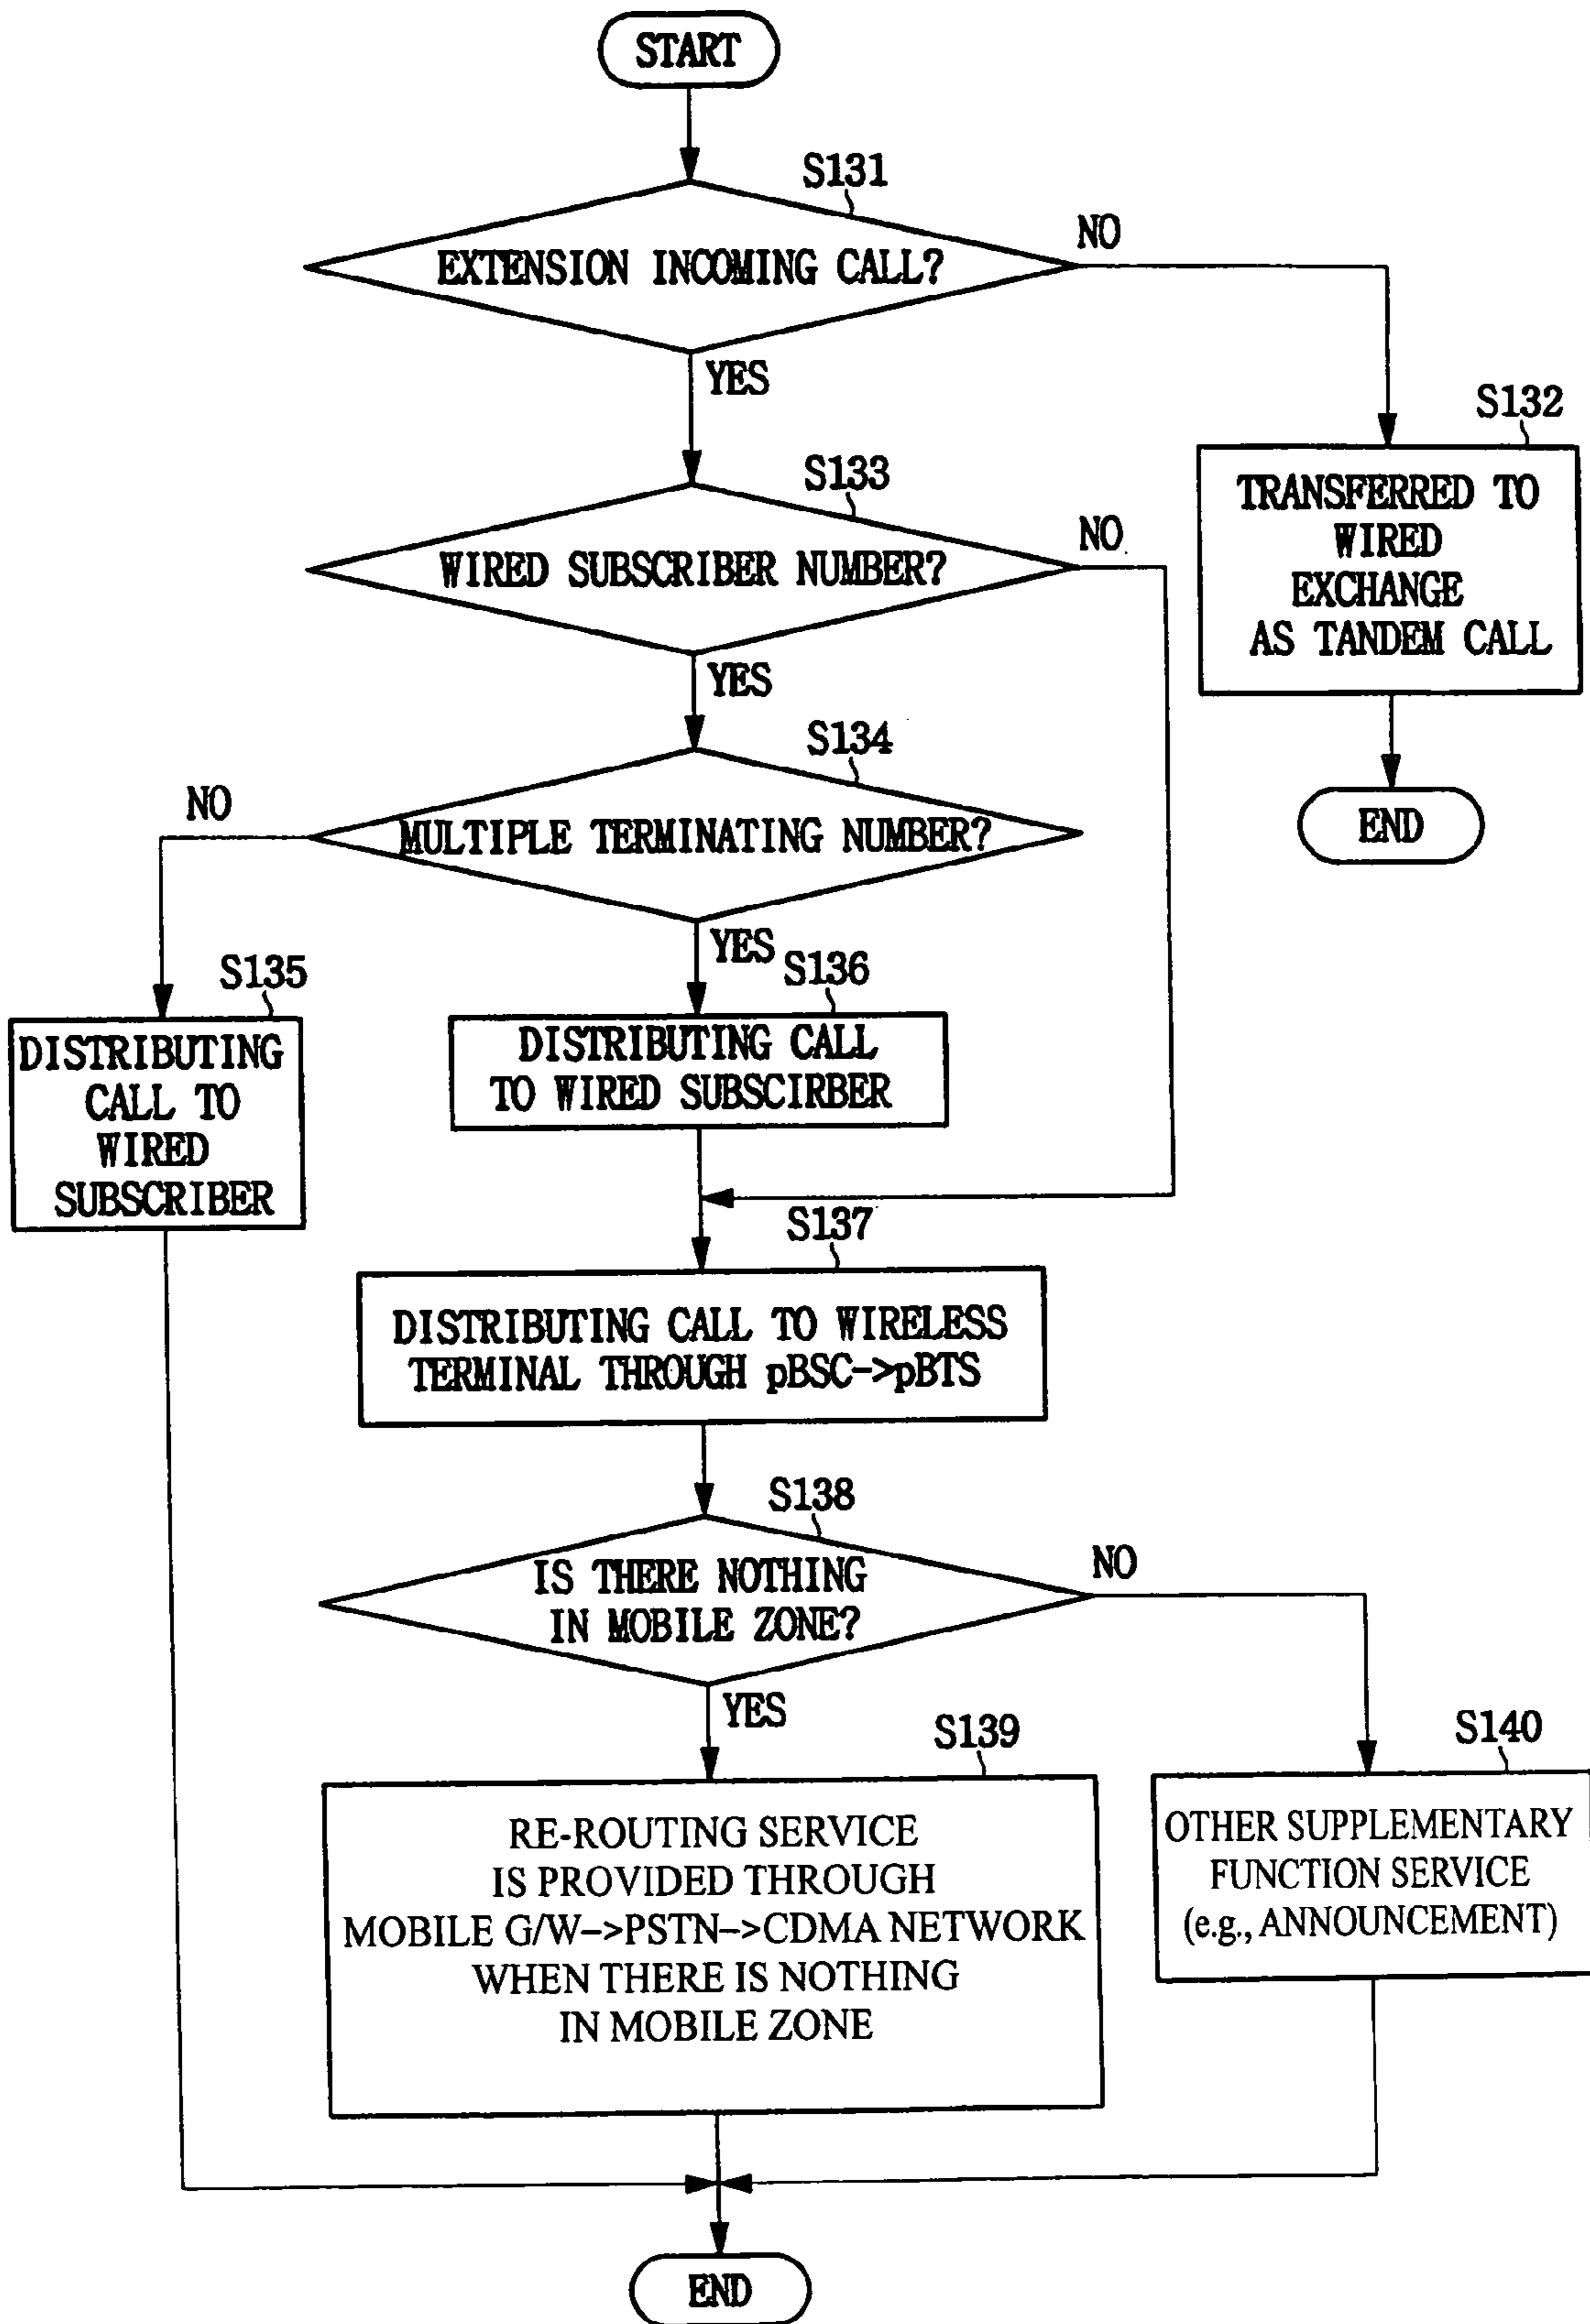 START
S131
EXTENSION INCOMING CALL?
NO
YES
S132
TRANSFERRED TO
WIRED
EXCHANGE
AS TANDEM CALL
END
S133
WIRED SUBSCRIBER NUMBER?
NO
YES
S134
MULTIPLE TERMINATING NUMBER?
NO
YES
S135
DISTRIBUTING
CALL TO
WIRED
SUBSCRIBER
S136
DISTRIBUTING CALL
TO WIRED SUBSCIRBER
S137
DISTRIBUTING CALL TO WIRELESS
TERMINAL THROUGH pBSC->pBTS
S138
IS THERE NOTHING
IN MOBILE ZONE?
NO
YES
S139
RE-ROUTING SERVICE
IS PROVIDED THROUGH
MOBILE G/W–>PSTN–>CDMA NETWORK
WHEN THERE IS NOTHING
IN MOBILE ZONE
S140
OTHER SUPPLEMENTARY
FUNCTION SERVICE
(e.g., ANNOUNCEMENT)
END